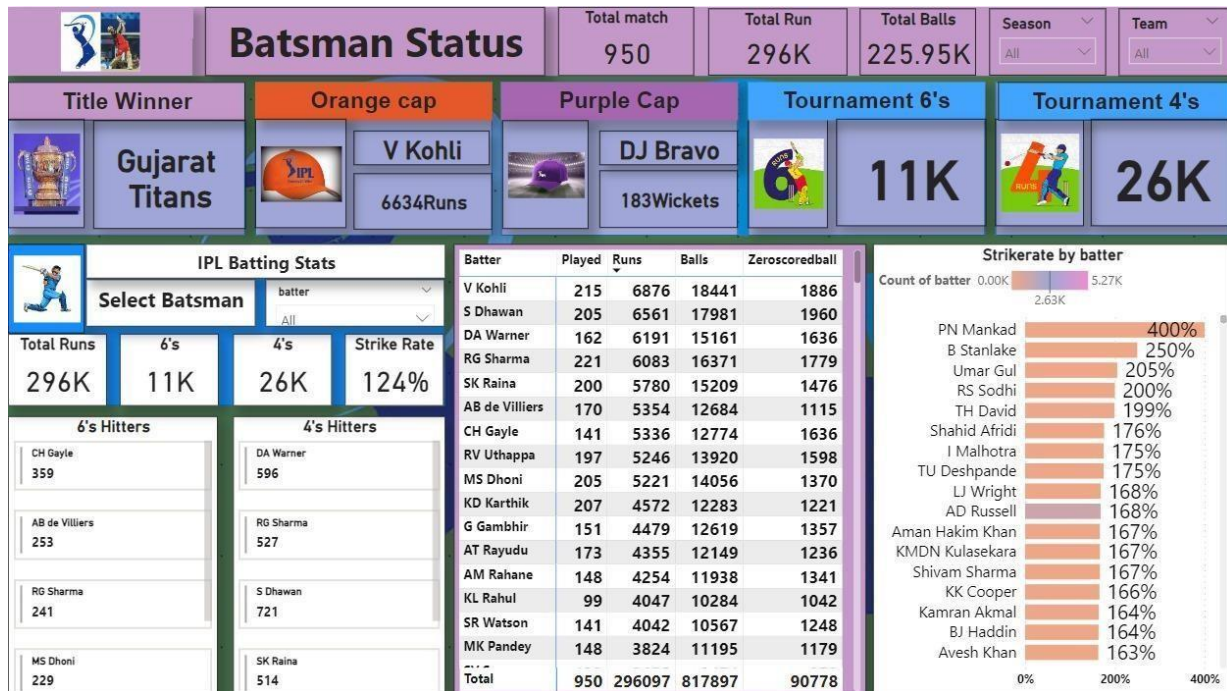 Batsman Status
Total match
950
Total Run
296K
Total Balls
225.95K
Season
All
Team
All
Title Winner
Gujarat
Titans
Orange cap
IPL
V Kohli
6634Runs
Purple Cap
DJ Bravo
183Wickets
Tournament 6's
RUNS
6
11K
Tournament 4's
4
RUNS
26K
IPL Batting Stats
Select Batsman
batter
All
Total Runs
296K
6's
11K
4's
26K
Strike Rate
124%
6's Hitters
CH Gayle
359
AB de Villiers
253
RG Sharma
241
MS Dhoni
229
4's Hitters
DA Warner
596
RG Sharma
527
S Dhawan
721
SK Raina
514
Batter Played Runs Balls Zeroscoredball
V Kohli 215 6876 18441 1886
S Dhawan 205 6561 17981 1960
DA Warner 162 6191 15161 1636
RG Sharma 221 6083 16371 1779
SK Raina 200 5780 15209 1476
AB de Villiers 170 5354 12684 1115
CH Gayle 141 5336 12774 1636
RV Uthappa 197 5246 13920 1598
MS Dhoni 205 5221 14056 1370
KD Karthik 207 4572 12283 1221
G Gambhir 151 4479 12619 1357
AT Rayudu 173 4355 12149 1236
AM Rahane 148 4254 11938 1341
KL Rahul 99 4047 10284 1042
SR Watson 141 4042 10567 1248
MK Pandey 148 3824 11195 1179
Total 950 296097 817897 90778
Strikerate by batter
Count of batter 0.00K 5.27K
2.63K
PN Mankad 400%
B Stanlake 250%
Umar Gul 205%
RS Sodhi 200%
TH David 199%
Shahid Afridi 176%
I Malhotra 175%
TU Deshpande 175%
LJ Wright 168%
AD Russell 168%
Aman Hakim Khan 167%
KMDN Kulasekara 167%
Shivam Sharma 167%
KK Cooper 166%
Kamran Akmal 164%
BJ Haddin 164%
Avesh Khan 163%
0% 200% 400%